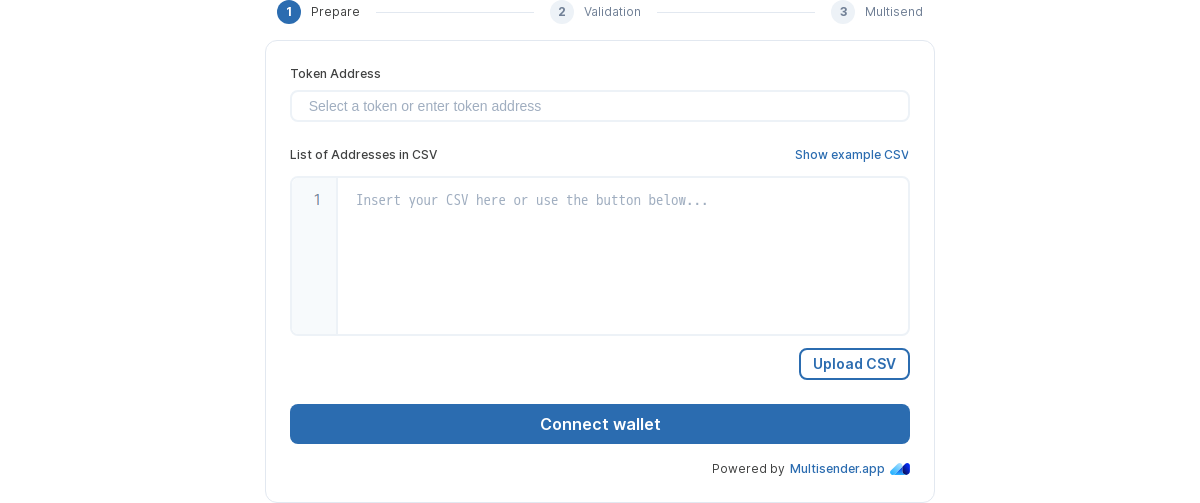 1 Prepare 2 Validation 3 Multisend
Token Address
Select a token or enter token address
List of Addresses in CSV Show example CSV
1 Insert your CSV here or use the button below...
Upload CSV
Connect wallet
Powered by Multisender.app